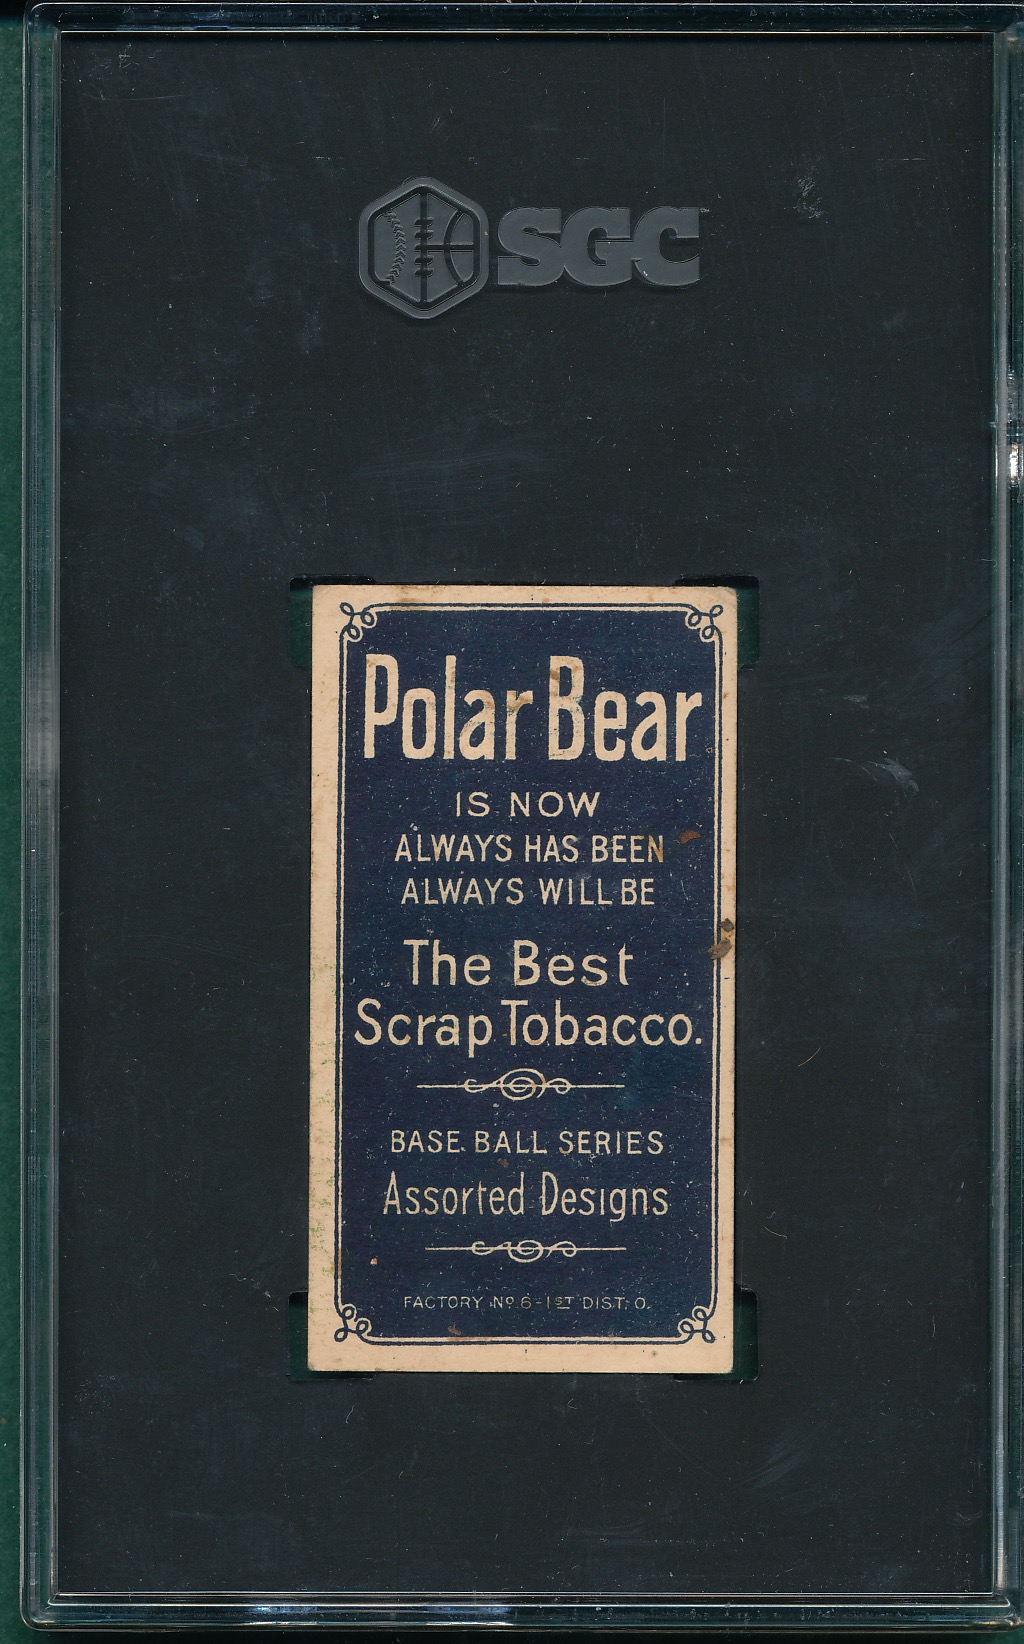 SGC
Polar Bear
IS NOW
ALWAYS HAS BEEN
ALWAYS WILL BE
The Best
Scrap Tobacco.
BASE BALL SERIES
Assorted Designs
FACTORY No. 6-1ST DIST. O.